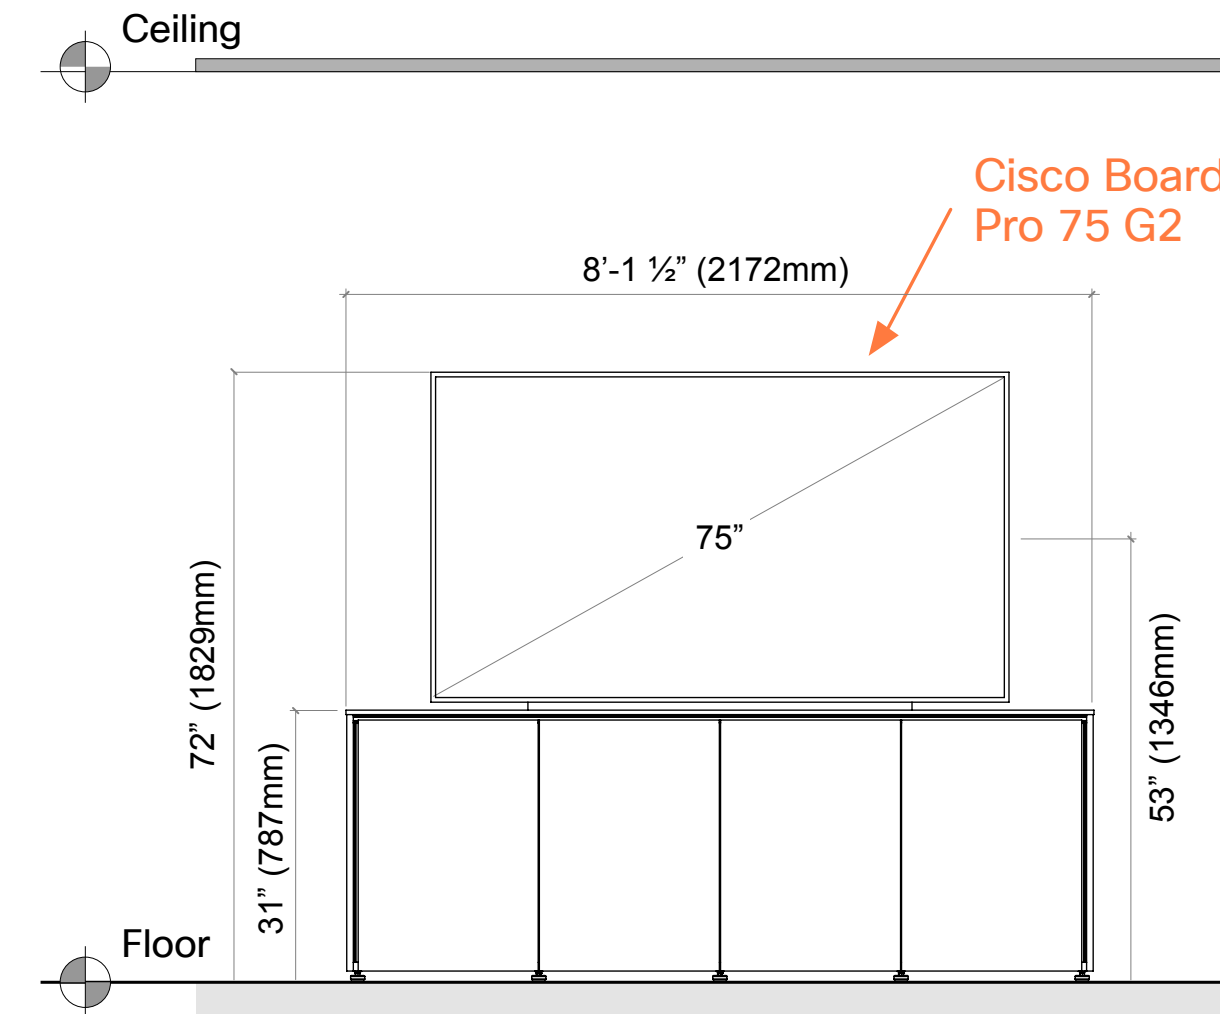 Ceiling
Cisco Board
Pro 75 G2
8’-1 ½” (2172mm)
75”
72” (1829mm)
53” (1346mm)
31” (787mm)
Floor